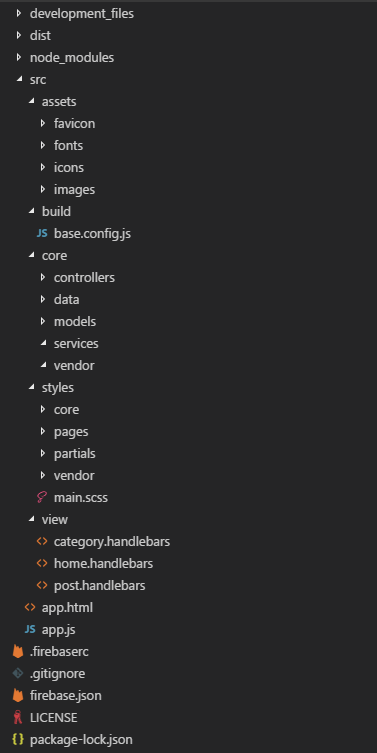 development_files
dist
node_modules
src
assets
favicon
fonts
icons
images
build
JS base.config.js
core
controllers
data
models
services
vendor
styles
core
pages
partials
vendor
main.scss
view
<> category.handlebars
<> home.handlebars
<> post.handlebars
<> app.html
JS app.js
.firebaserc
.gitignore
firebase.json
LICENSE
{} package-lock.json